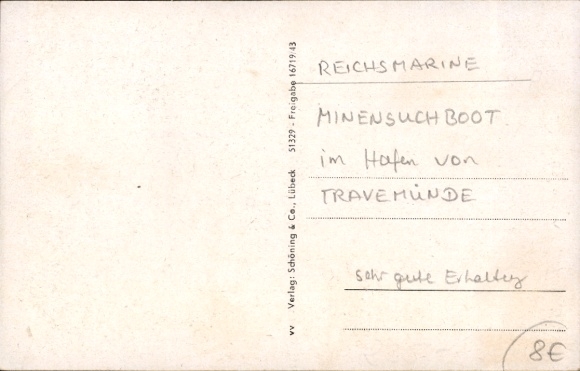 vv Verlag: Schöning & Co., Lübeck 51329 - Freigabe 16719.43
REICHSMARINE
MINENSUCHBOOT
im Hafen von
TRAVEMÜNDE
sehr gute Erhaltung
8€